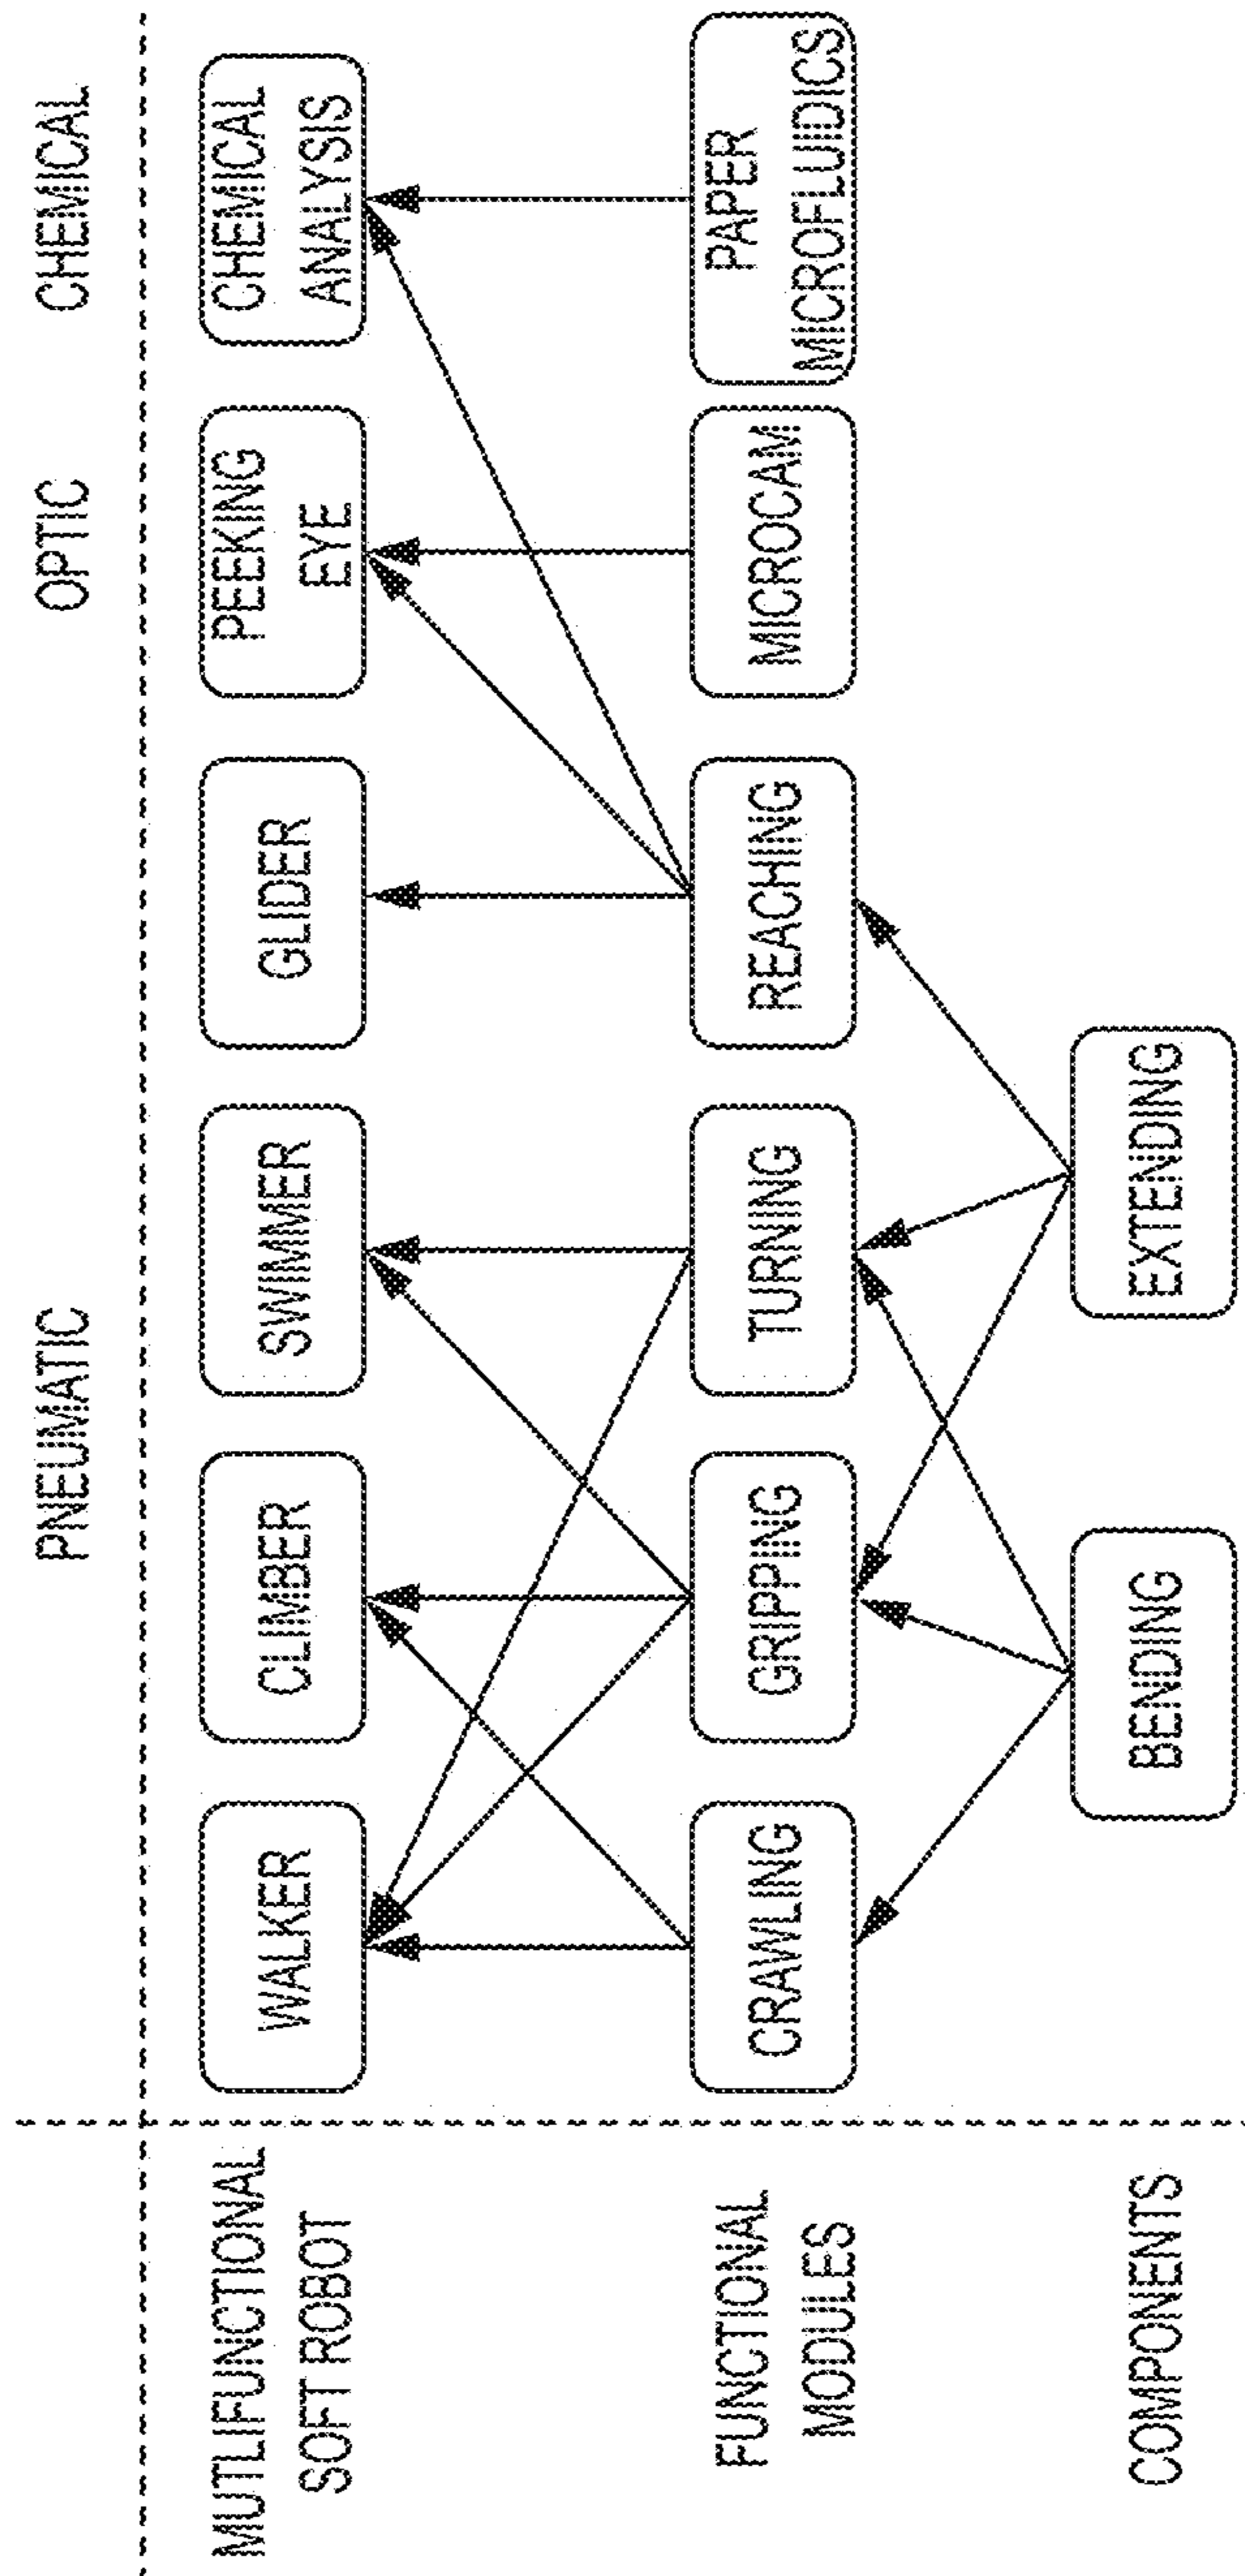 PNEUMATIC
OPTIC
CHEMICAL
MUTLIFUNCTIONAL
SOFT ROBOT
WALKER
CLIMBER
SWIMMER
GLIDER
PEEKING
EYE
CHEMICAL
ANALYSIS
FUNCTIONAL
MODULES
CRAWLING
GRIPPING
TURNING
REACHING
MICROCAM
PAPER
MICROFLUIDICS
COMPONENTS
BENDING
EXTENDING